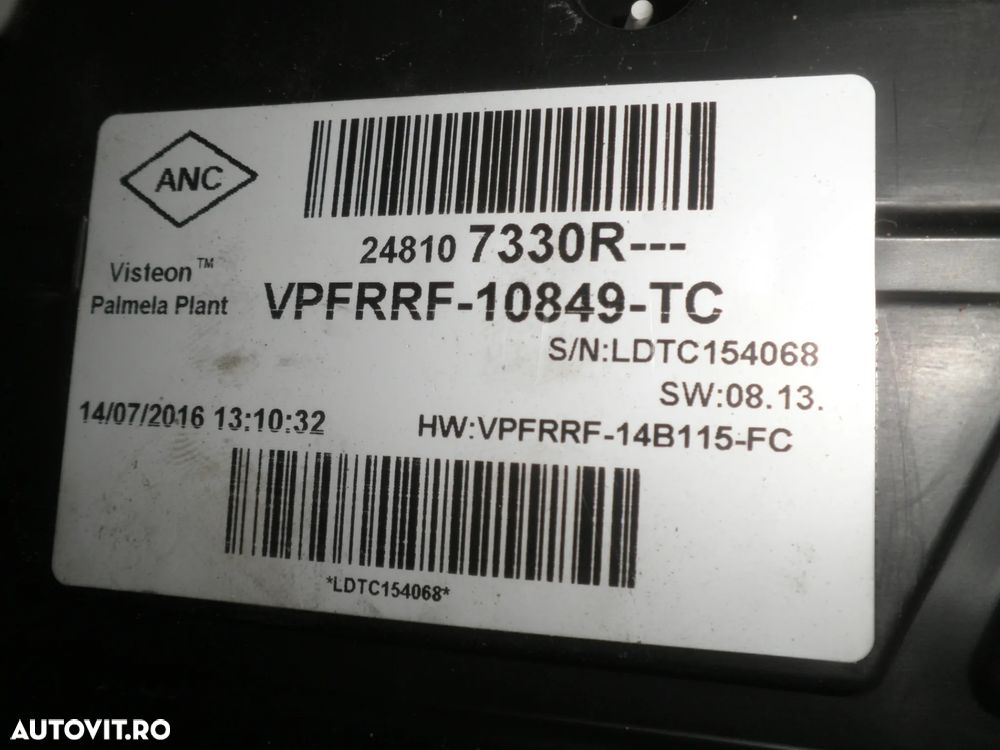 ANC
24810 7330R---
Visteon™
Palmela Plant
VPFRRF-10849-TC
S/N:LDTC154068
SW:08.13.
14/07/2016 13:10:32
HW:VPFRRF-14B115-FC
*LDTC154068*
AUTOVIT.RO